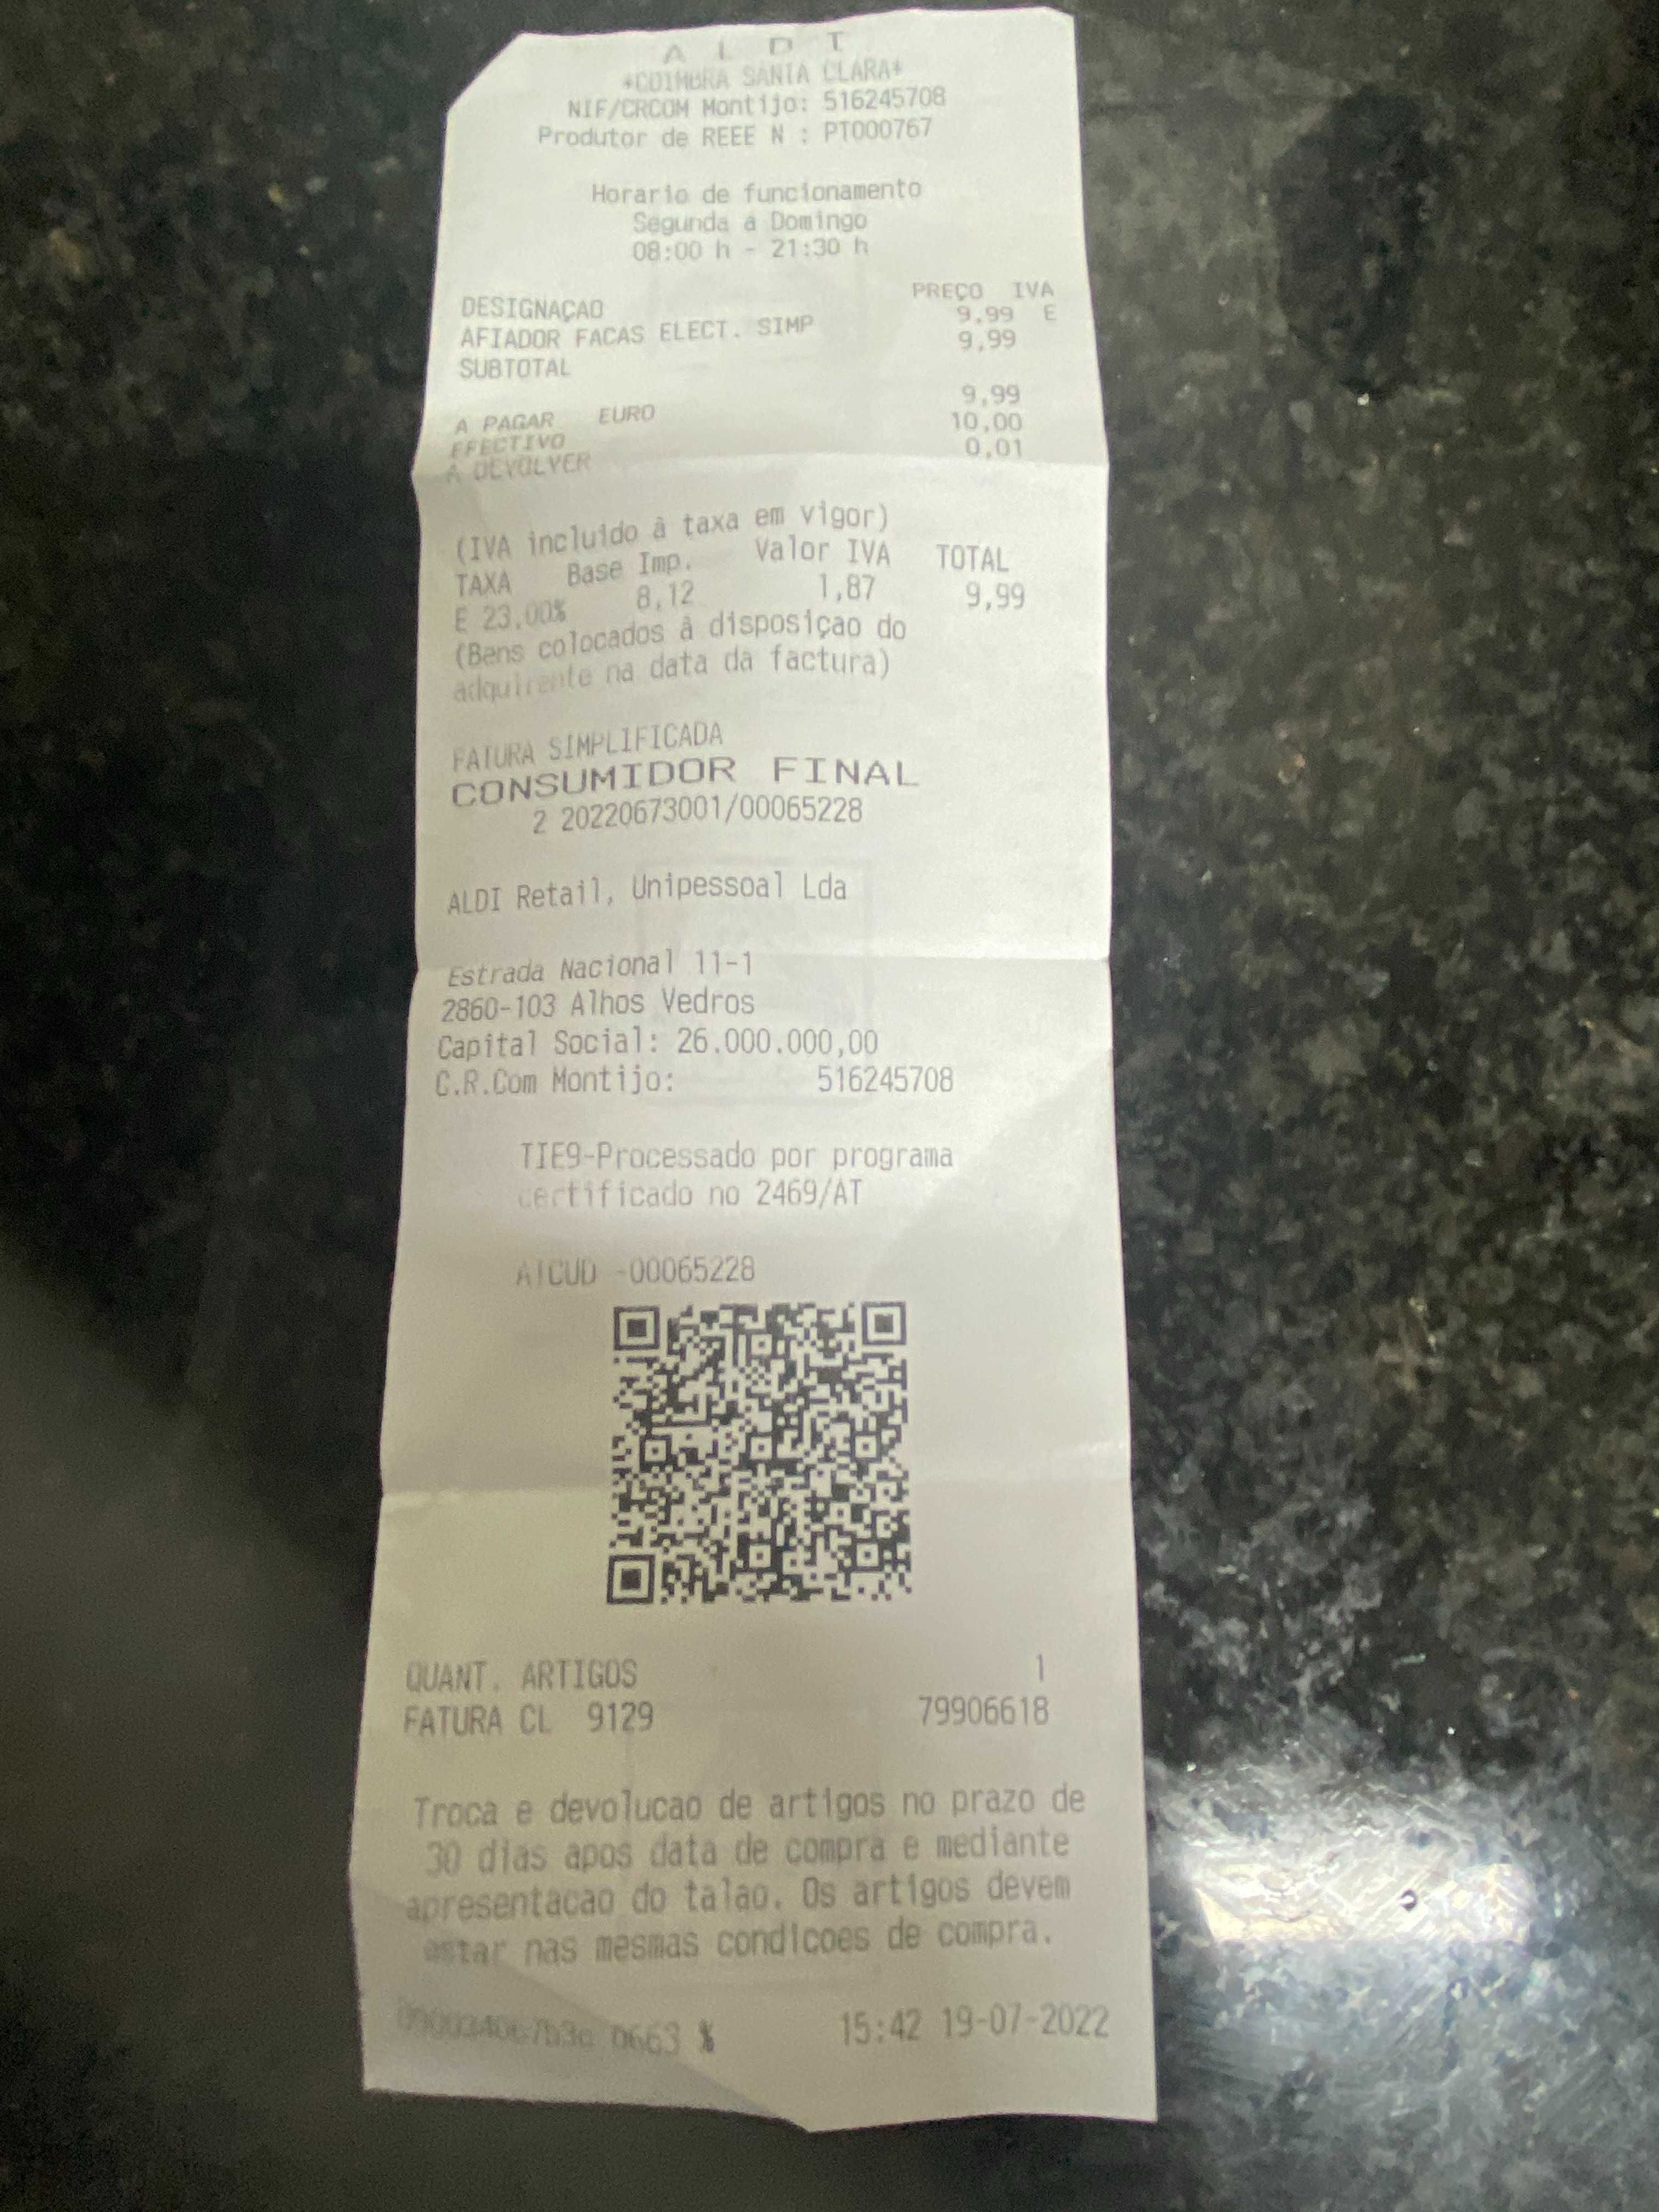 A L D I
*COIMBRA SANTA CLARA*
NIF/CRCOM Montijo: 516245708
Produtor de REEE N : PT000767
Horario de funcionamento
Segunda a Domingo
08:00 h - 21:30 h
DESIGNAÇAO PREÇO IVA
AFIADOR FACAS ELECT. SIMP 9,99 E
SUBTOTAL 9,99
A PAGAR EURO 9,99
EFECTIVO 10,00
A DEVOLVER 0,01
(IVA incluido à taxa em vigor)
TAXA Base Imp. Valor IVA TOTAL
E 23,00% 8,12 1,87 9,99
(Bens colocados à disposiçao do
adquirente na data da factura)
FATURA SIMPLIFICADA
CONSUMIDOR FINAL
2 20220673001/00065228
ALDI Retail, Unipessoal Lda
Estrada Nacional 11-1
2860-103 Alhos Vedros
Capital Social: 26.000.000,00
C.R.Com Montijo: 516245708
TIE9-Processado por programa
certificado no 2469/AT
ATCUD -00065228
QUANT. ARTIGOS 1
FATURA CL 9129 79906618
Troca e devolucao de artigos no prazo de
30 dias apos data de compra e mediante
apresentacao do talao. Os artigos devem
estar nas mesmas condicoes de compra.
15:42 19-07-2022